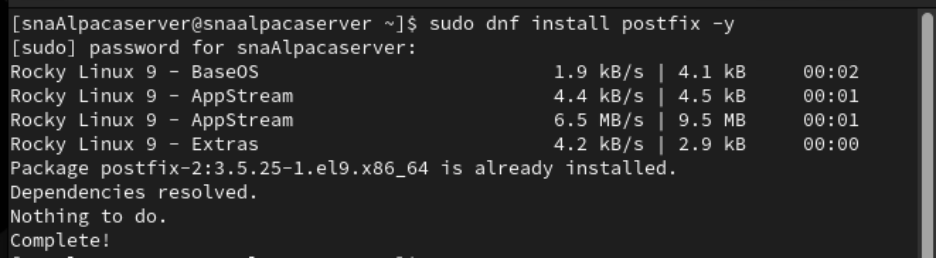 [snaAlpacaserver@snaalpacaserver ~]$ sudo dnf install postfix -y
[sudo] password for snaAlpacaserver:
Rocky Linux 9 - BaseOS 1.9 kB/s | 4.1 kB 00:02
Rocky Linux 9 - AppStream 4.4 kB/s | 4.5 kB 00:01
Rocky Linux 9 - AppStream 6.5 MB/s | 9.5 MB 00:01
Rocky Linux 9 - Extras 4.2 kB/s | 2.9 kB 00:00
Package postfix-2:3.5.25-1.el9.x86_64 is already installed.
Dependencies resolved.
Nothing to do.
Complete!